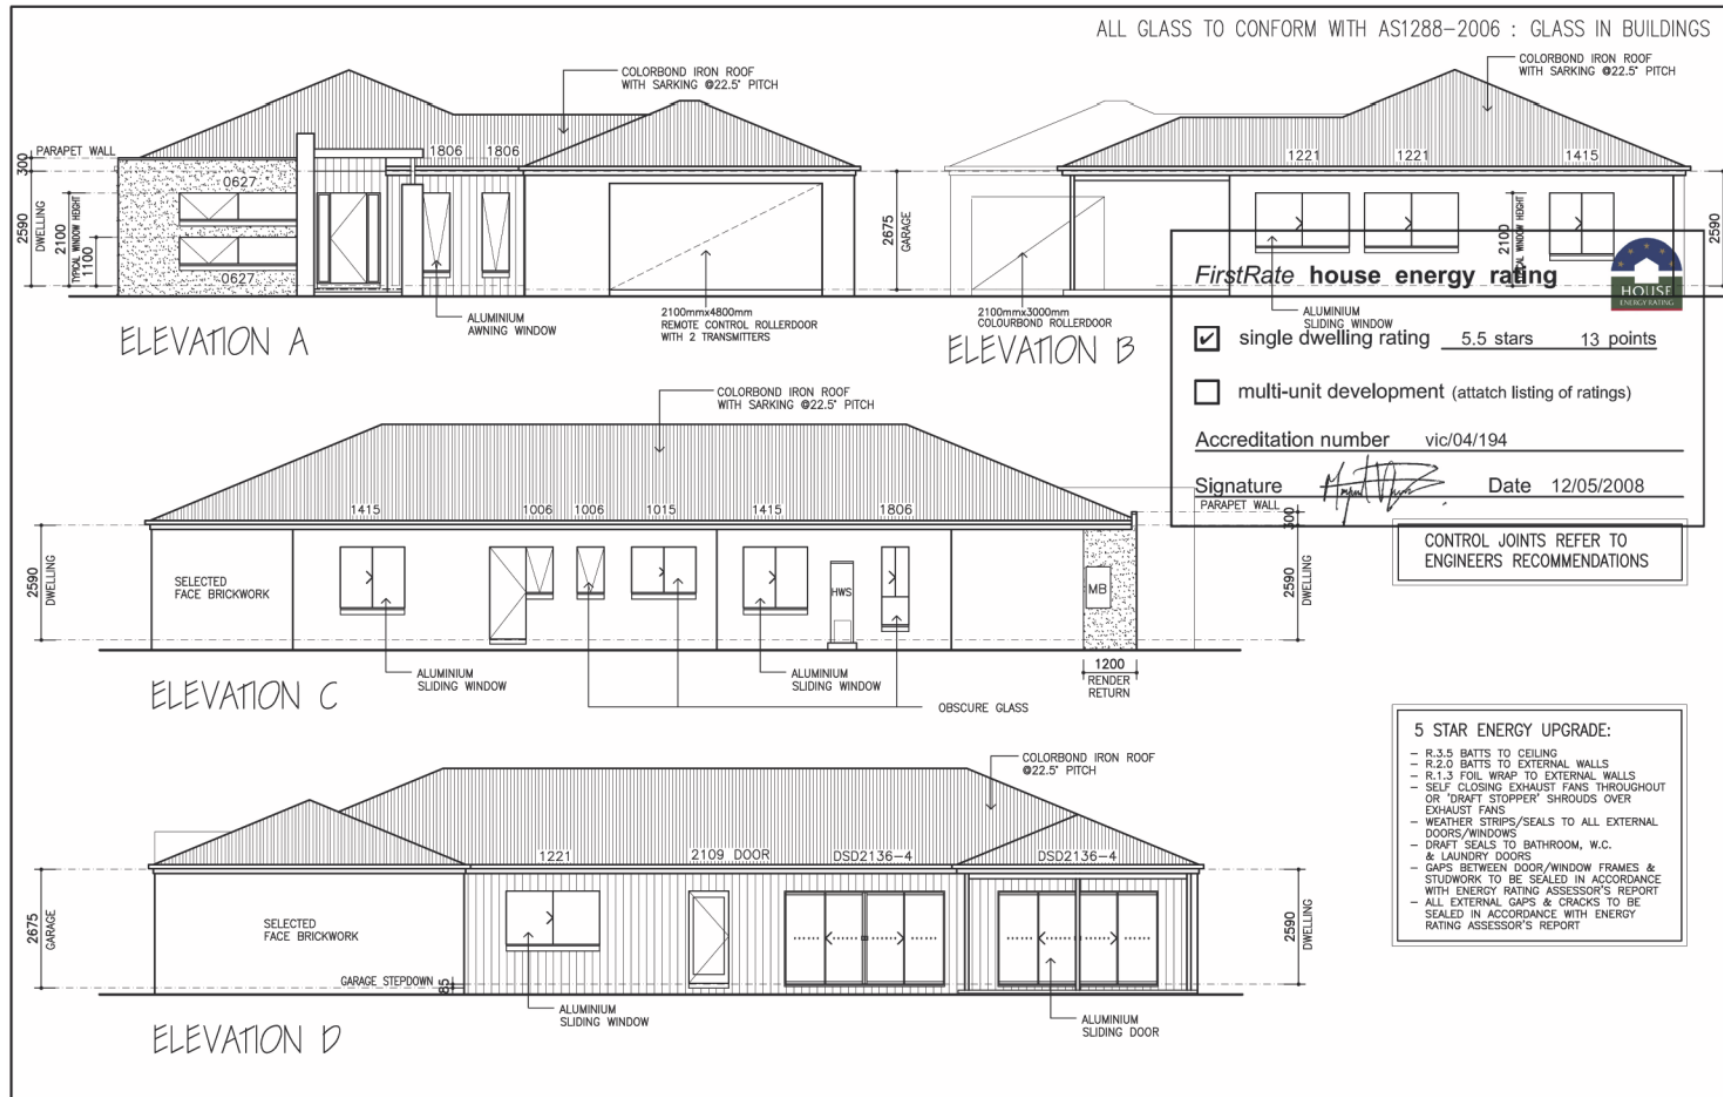 ALL GLASS TO CONFORM WITH AS1288-2006 : GLASS IN BUILDINGS
COLORBOND IRON ROOF
WITH SARKING @22.5° PITCH
PARAPET WALL
300
2590
DWELLING
2100
TYPICAL WINDOW HEIGHT
1100
0627
0627
1806
1806
ALUMINIUM
AWNING WINDOW
2100mmx4800mm
REMOTE CONTROL ROLLERDOOR
WITH 2 TRANSMITTERS
ELEVATION A
COLORBOND IRON ROOF
WITH SARKING @22.5° PITCH
1221
1221
1415
2675
GARAGE
2100
2590
2100mmx3000mm
COLOURBOND ROLLERDOOR
ALUMINIUM
SLIDING WINDOW
ELEVATION B
FirstRate house energy rating
HOUSE
ENERGY RATING
single dwelling rating 5.5 stars 13 points
multi-unit development (attatch listing of ratings)
Accreditation number vic/04/194
Signature Date 12/05/2008
COLORBOND IRON ROOF
WITH SARKING @22.5° PITCH
1415
1006
1006
1015
1415
1806
PARAPET WALL
300
2590
DWELLING
2590
DWELLING
SELECTED
FACE BRICKWORK
HWS
MB
ALUMINIUM
SLIDING WINDOW
ALUMINIUM
SLIDING WINDOW
OBSCURE GLASS
1200
RENDER
RETURN
ELEVATION C
CONTROL JOINTS REFER TO
ENGINEERS RECOMMENDATIONS
COLORBOND IRON ROOF
@22.5° PITCH
1221
2109 DOOR
DSD2136-4
DSD2136-4
2675
GARAGE
SELECTED
FACE BRICKWORK
GARAGE STEPDOWN
85
2590
DWELLING
ALUMINIUM
SLIDING WINDOW
ALUMINIUM
SLIDING DOOR
ELEVATION D
5 STAR ENERGY UPGRADE:
- R.3.5 BATTS TO CEILING
- R.2.0 BATTS TO EXTERNAL WALLS
- R.1.3 FOIL WRAP TO EXTERNAL WALLS
- SELF CLOSING EXHAUST FANS THROUGHOUT
OR 'DRAFT STOPPER' SHROUDS OVER
EXHAUST FANS
- WEATHER STRIPS/SEALS TO ALL EXTERNAL
DOORS/WINDOWS
- DRAFT SEALS TO BATHROOM, W.C.
& LAUNDRY DOORS
- GAPS BETWEEN DOOR/WINDOW FRAMES &
STUDWORK TO BE SEALED IN ACCORDANCE
WITH ENERGY RATING ASSESSOR'S REPORT
- ALL EXTERNAL GAPS & CRACKS TO BE
SEALED IN ACCORDANCE WITH ENERGY
RATING ASSESSOR'S REPORT